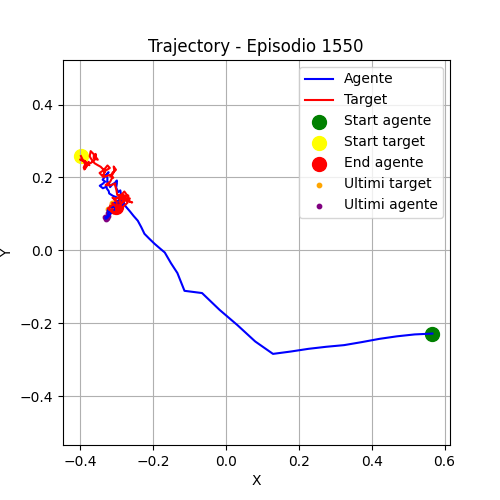 Trajectory - Episodio 1550
Agente
Target
Start agente
Start target
End agente
Ultimi target
Ultimi agente
0.4
0.2
0.0
−0.2
−0.4
Y
−0.4
−0.2
0.0
0.2
0.4
0.6
X